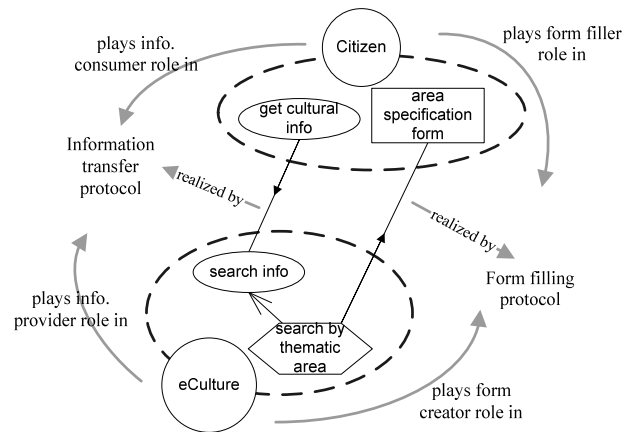 Citizen
plays info.
consumer role in
plays form filler
role in
get cultural
info
area
specification
form
Information
transfer
protocol
realized by
realized by
search info
Form filling
protocol
plays info.
provider role in
search by
thematic
area
eCulture
plays form
creator role in